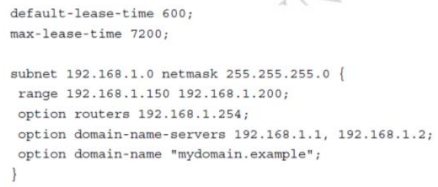 default-lease-time 600;
max-lease-time 7200;

subnet 192.168.1.0 netmask 255.255.255.0 {
 range 192.168.1.150 192.168.1.200;
 option routers 192.168.1.254;
 option domain-name-servers 192.168.1.1, 192.168.1.2;
 option domain-name "mydomain.example";
}